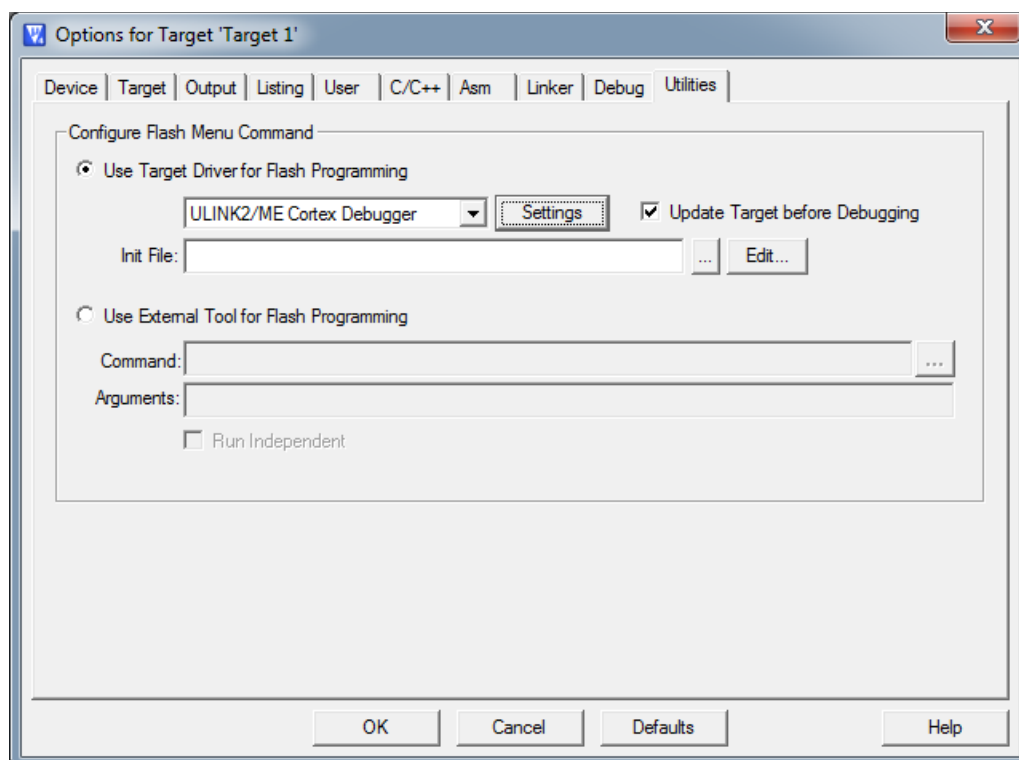 Options for Target 'Target 1'
Device Target Output Listing User C/C++ Asm Linker Debug Utilities
Configure Flash Menu Command
Use Target Driver for Flash Programming
ULINK2/ME Cortex Debugger Settings Update Target before Debugging
Init File: ... Edit...
Use External Tool for Flash Programming
Command: ...
Arguments:
Run Independent
OK Cancel Defaults Help